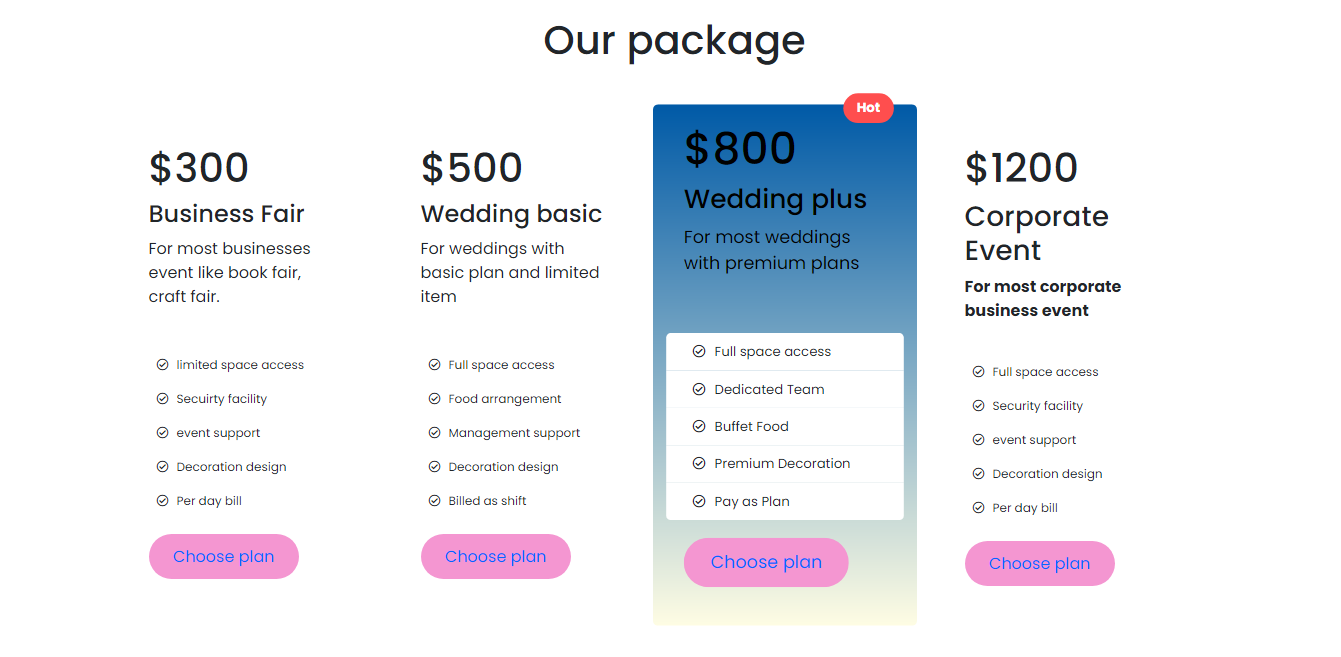 Our package
$300
Business Fair
For most businesses
event like book fair,
craft fair.
limited space access
Secuirty facility
event support
Decoration design
Per day bill
Choose plan
$500
Wedding basic
For weddings with
basic plan and limited
item
Full space access
Food arrangement
Management support
Decoration design
Billed as shift
Choose plan
Hot
$800
Wedding plus
For most weddings
with premium plans
Full space access
Dedicated Team
Buffet Food
Premium Decoration
Pay as Plan
Choose plan
$1200
Corporate
Event
For most corporate
business event
Full space access
Security facility
event support
Decoration design
Per day bill
Choose plan